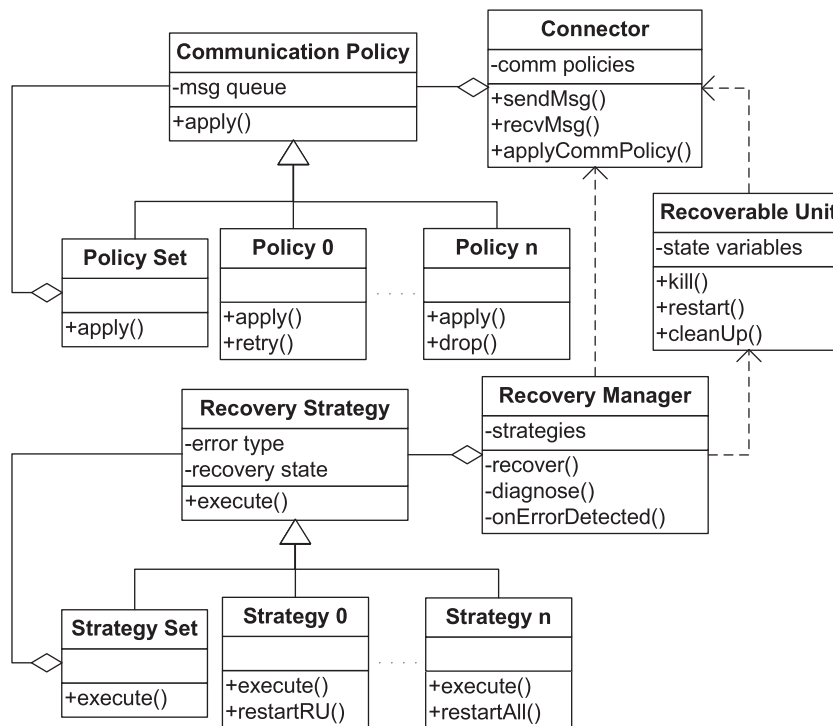 Communication Policy
-msg queue
+apply()
Connector
-comm policies
+sendMsg()
+recvMsg()
+applyCommPolicy()
Recoverable Unit
-state variables
+kill()
+restart()
+cleanUp()
Policy Set
+apply()
Policy 0
+apply()
+retry()
Policy n
+apply()
+drop()
Recovery Strategy
-error type
-recovery state
+execute()
Recovery Manager
-strategies
-recover()
-diagnose()
-onErrorDetected()
Strategy Set
+execute()
Strategy 0
+execute()
+restartRU()
Strategy n
+execute()
+restartAll()